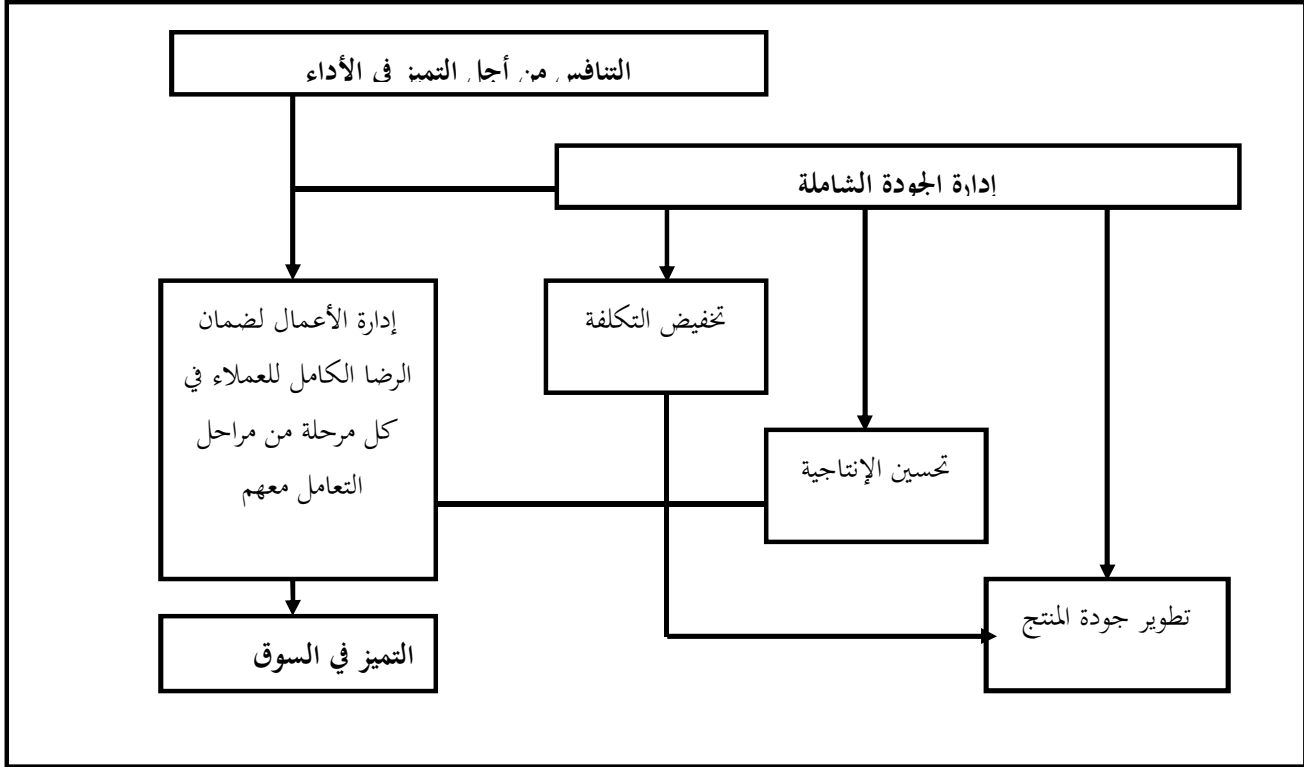 التنافس من أجل التميز في الأداء
إدارة الجودة الشاملة
إدارة الأعمال لضمان
الرضا الكامل للعملاء في
كل مرحلة من مراحل
التعامل معهم
تخفيض التكلفة
تحسين الإنتاجية
تطوير جودة المنتج
التميز في السوق